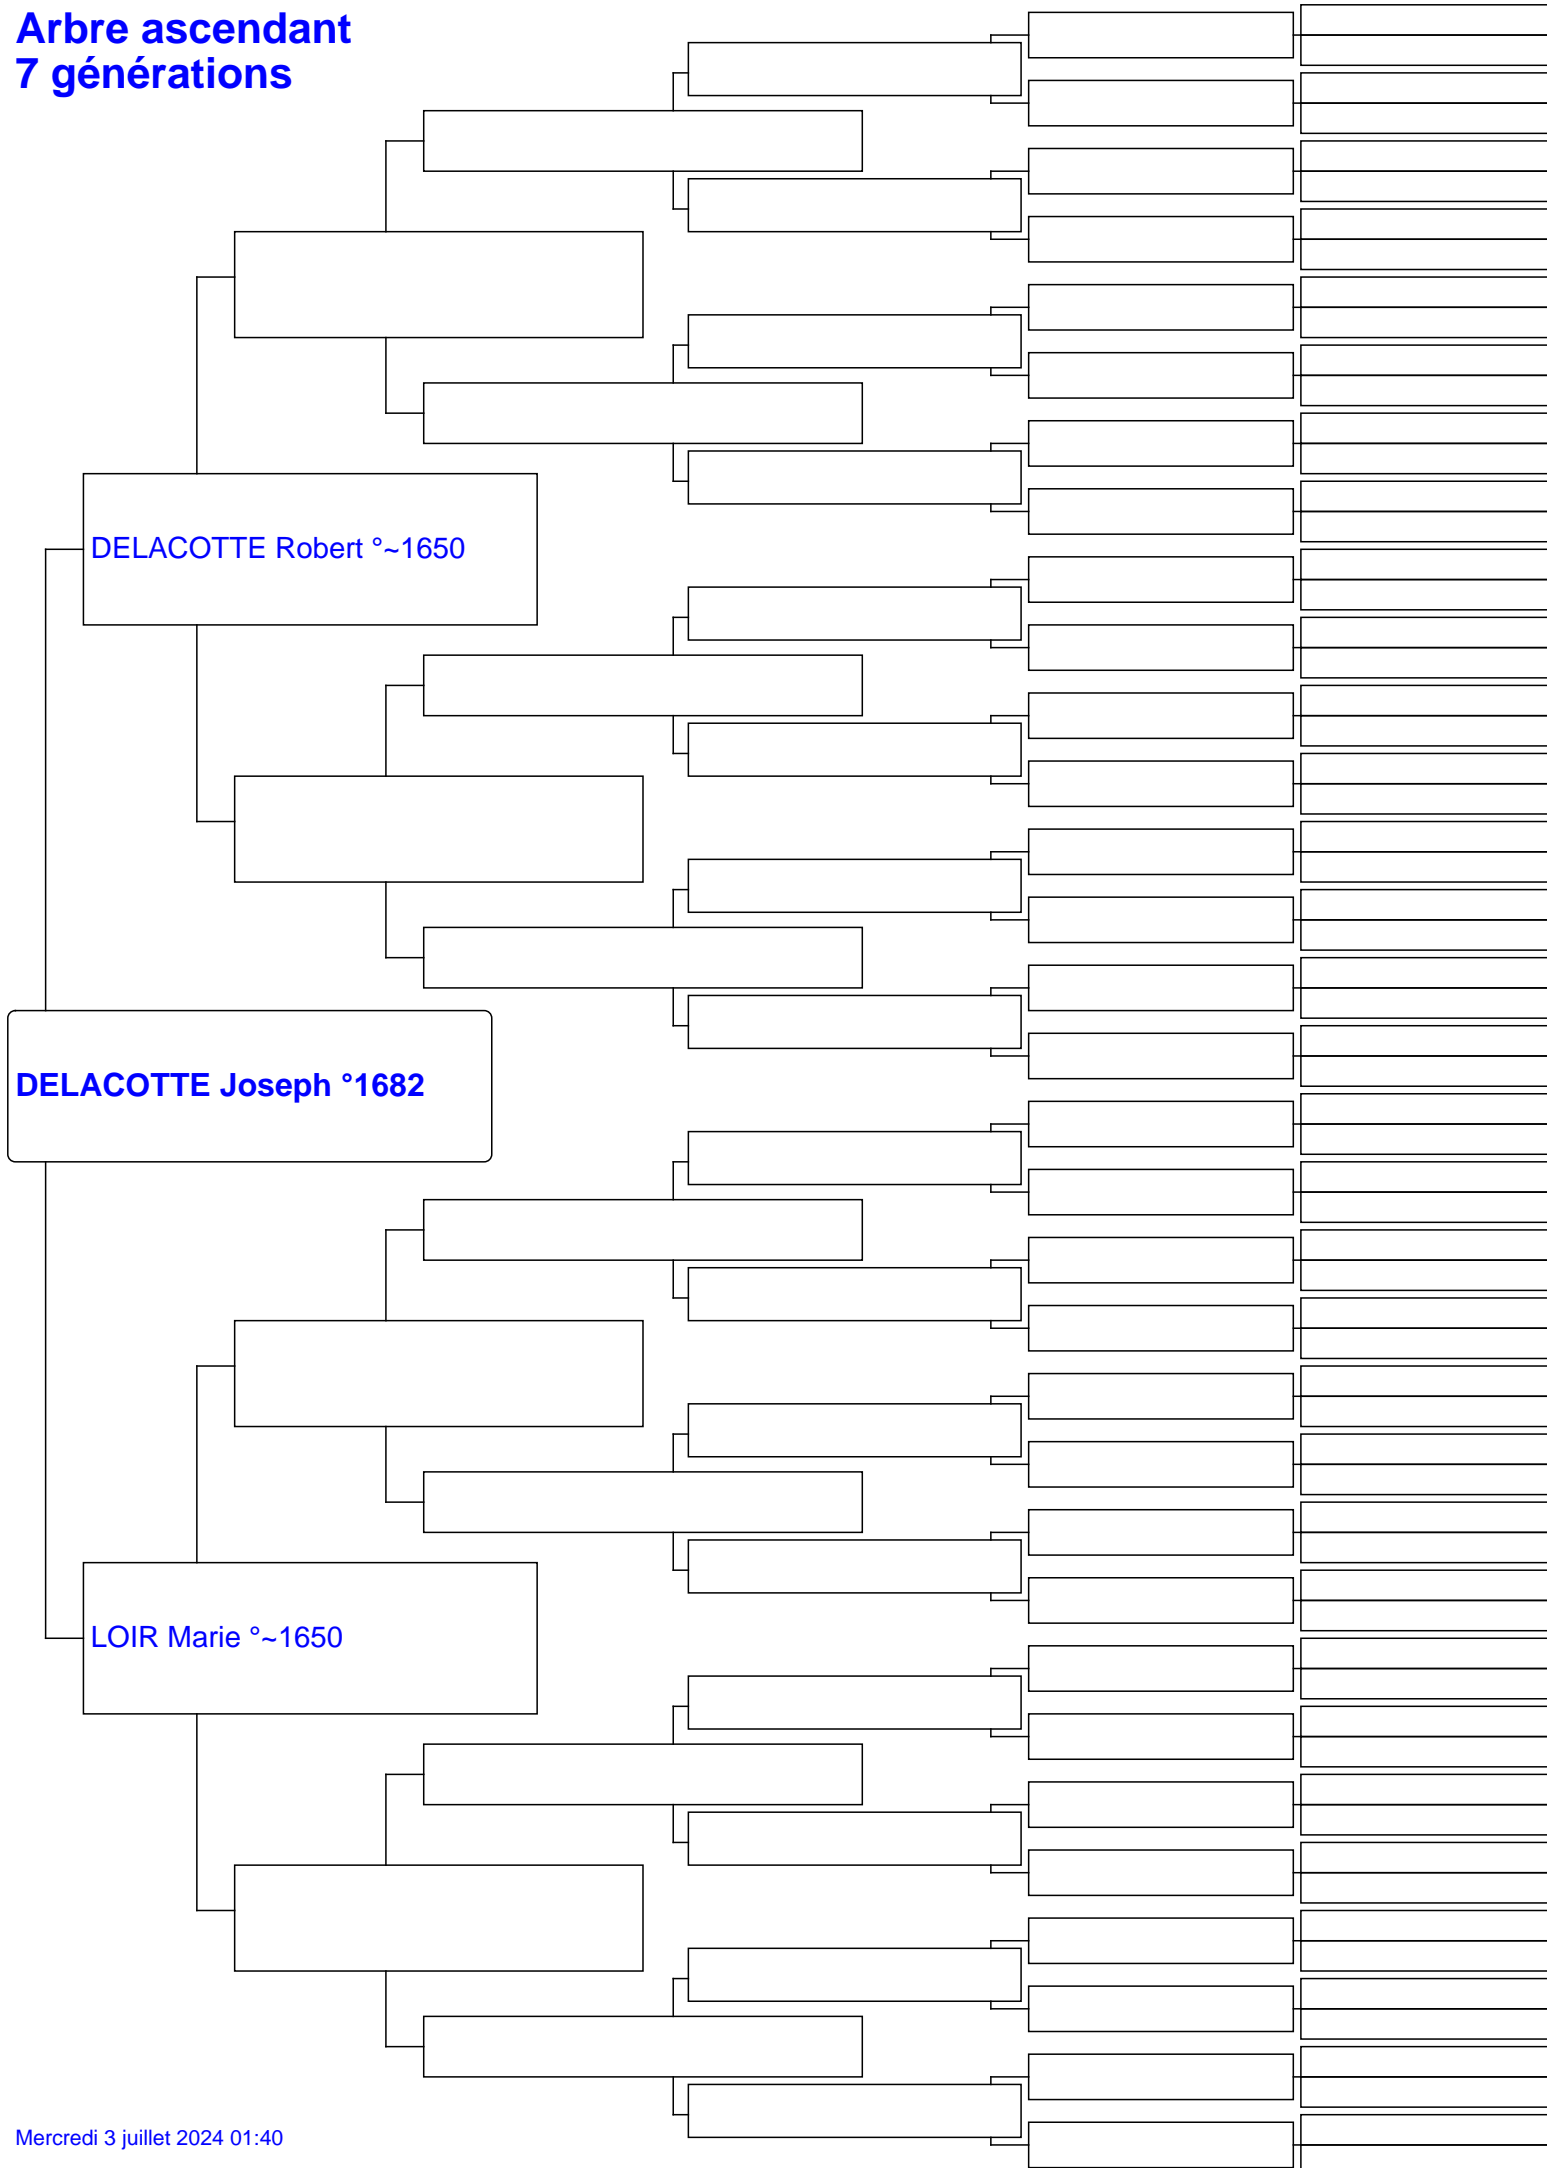 Arbre ascendant
7 générations
DELACOTTE Robert °~1650
DELACOTTE Joseph °1682
LOIR Marie °~1650
Mercredi 3 juillet 2024 01:40